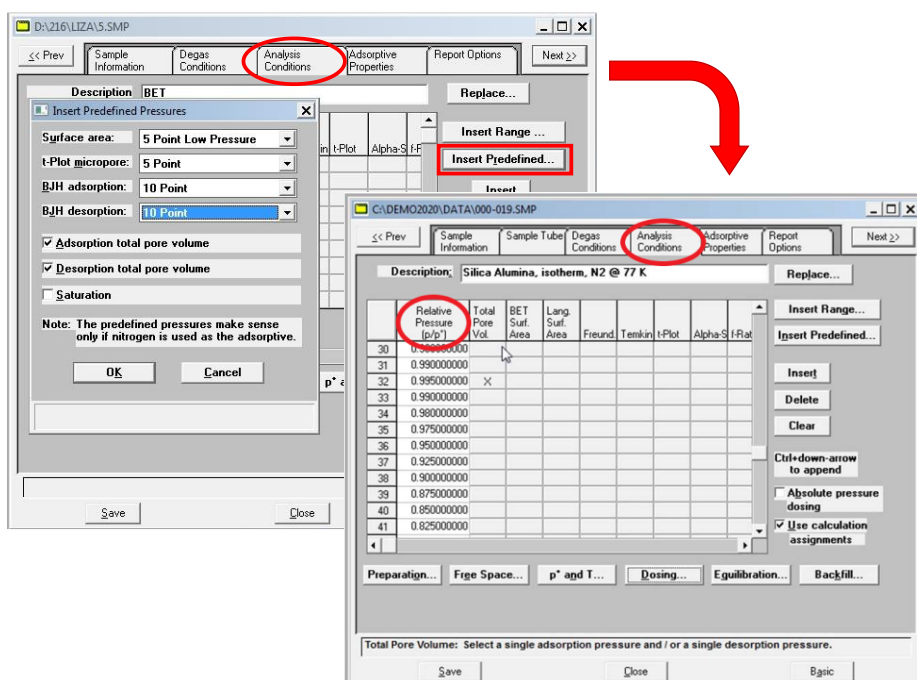 D:\216\LIZA\5.SMP
<< Prev
Sample Information
Degas Conditions
Analysis Conditions
Adsorptive Properties
Report Options
Next >>
Description BET
Replace...
Insert Predefined Pressures
Surface area: 5 Point Low Pressure
t-Plot micropore: 5 Point
BJH adsorption: 10 Point
BJH desorption: 10 Point
Adsorption total pore volume
Desorption total pore volume
Saturation
Note: The predefined pressures make sense
only if nitrogen is used as the adsorptive.
OK
Cancel
t-Plot
Alpha-S
Insert Range ...
Insert Predefined...
Insert
Save
Close
C:\DEMO2020\DATA\000-019.SMP
<< Prev
Sample Information
Sample Tube
Degas Conditions
Analysis Conditions
Adsorptive Properties
Report Options
Next >>
Description: Silica Alumina, isotherm, N2 @ 77 K
Replace...
Relative Pressure (p/p°)
Total Pore Vol.
BET Surf. Area
Lang. Surf. Area
Freund.
Temkin
t-Plot
Alpha-S
f-Rat
30
31 0.990000000
32 0.995000000 X
33 0.990000000
34 0.980000000
35 0.975000000
36 0.950000000
37 0.925000000
38 0.900000000
39 0.875000000
40 0.850000000
41 0.825000000
Insert Range...
Insert Predefined...
Insert
Delete
Clear
Ctrl+down-arrow
to append
Absolute pressure
dosing
Use calculation
assignments
Preparation...
Free Space...
p° and T...
Dosing...
Equilibration...
Backfill...
Total Pore Volume: Select a single adsorption pressure and / or a single desorption pressure.
Save
Close
Basic